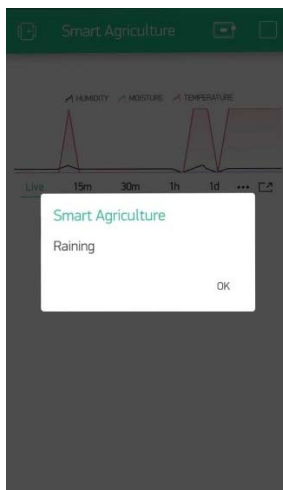 Smart Agriculture
HUMIDITY MOISTURE TEMPERATURE
Live 15m 30m 1h 1d
Smart Agriculture
Raining
OK